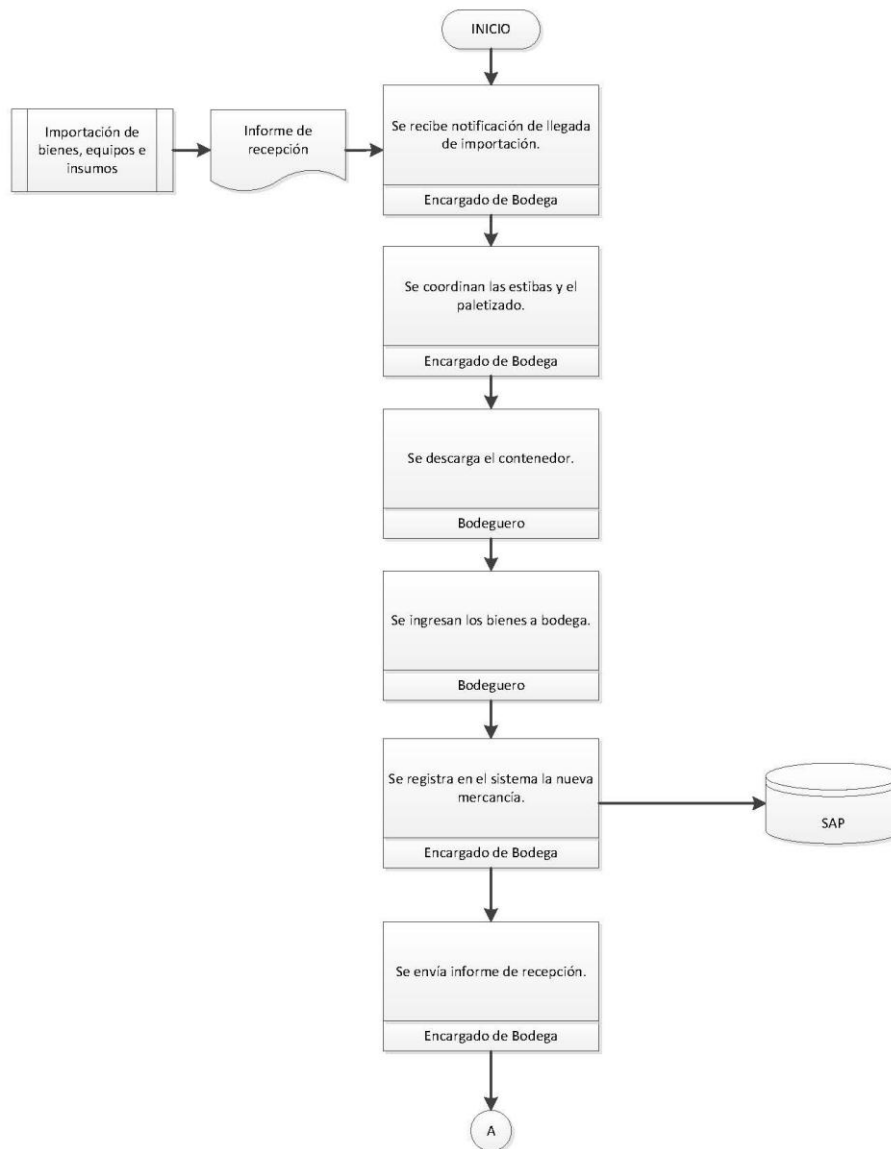 INICIO
Importación de
bienes, equipos e
insumos
Informe de
recepción
Se recibe notificación de llegada
de importación.
Encargado de Bodega
Se coordinan las estibas y el
paletizado.
Encargado de Bodega
Se descarga el contenedor.
Bodeguero
Se ingresan los bienes a bodega.
Bodeguero
Se registra en el sistema la nueva
mercancía.
Encargado de Bodega
SAP
Se envía informe de recepción.
Encargado de Bodega
A